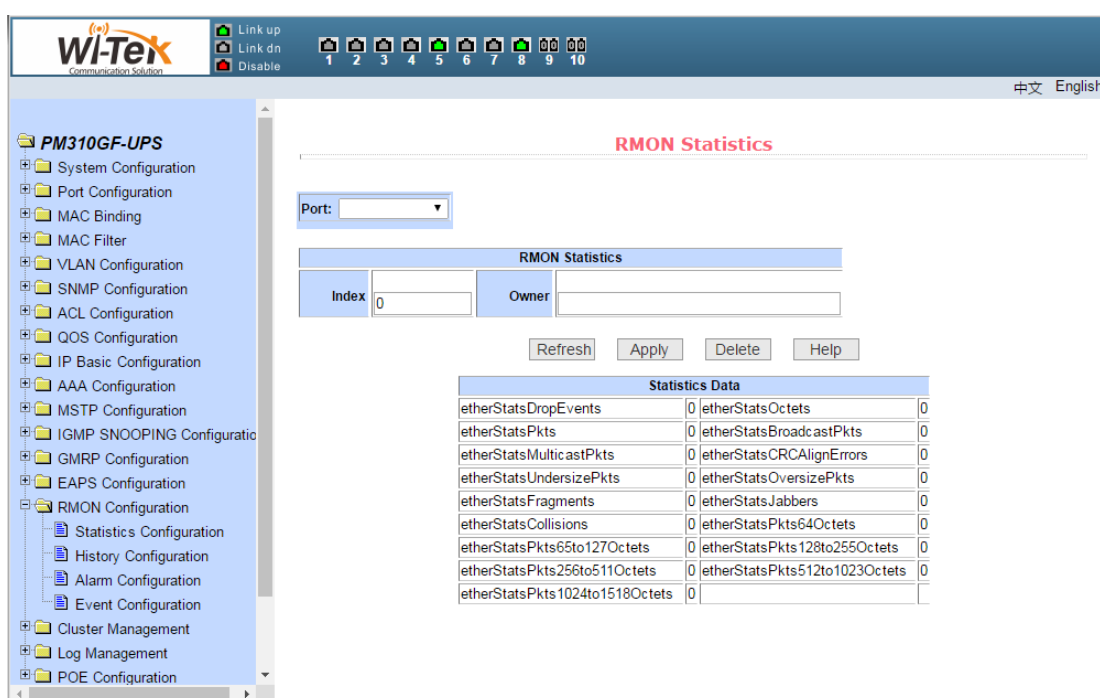 Wi-Tek
Communication Solution
Link up
Link dn
Disable
1 2 3 4 5 6 7 8 9 10
中文 English
PM310GF-UPS
System Configuration
Port Configuration
MAC Binding
MAC Filter
VLAN Configuration
SNMP Configuration
ACL Configuration
QOS Configuration
IP Basic Configuration
AAA Configuration
MSTP Configuration
IGMP SNOOPING Configuratio
GMRP Configuration
EAPS Configuration
RMON Configuration
Statistics Configuration
History Configuration
Alarm Configuration
Event Configuration
Cluster Management
Log Management
POE Configuration
RMON Statistics
Port:
RMON Statistics
Index 0 Owner
Refresh Apply Delete Help
Statistics Data
etherStatsDropEvents 0 etherStatsOctets 0
etherStatsPkts 0 etherStatsBroadcastPkts 0
etherStatsMulticastPkts 0 etherStatsCRCAlignErrors 0
etherStatsUndersizePkts 0 etherStatsOversizePkts 0
etherStatsFragments 0 etherStatsJabbers 0
etherStatsCollisions 0 etherStatsPkts64Octets 0
etherStatsPkts65to127Octets 0 etherStatsPkts128to255Octets 0
etherStatsPkts256to511Octets 0 etherStatsPkts512to1023Octets 0
etherStatsPkts1024to1518Octets 0